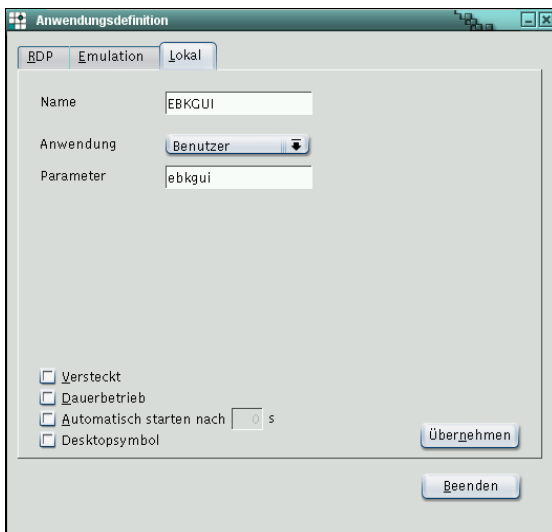 Anwendungsdefinition
RDP Emulation Lokal
Name EBKGUI
Anwendung Benutzer
Parameter ebkgui
Versteckt
Dauerbetrieb
Automatisch starten nach 0 s
Desktopsymbol
Übernehmen
Beenden